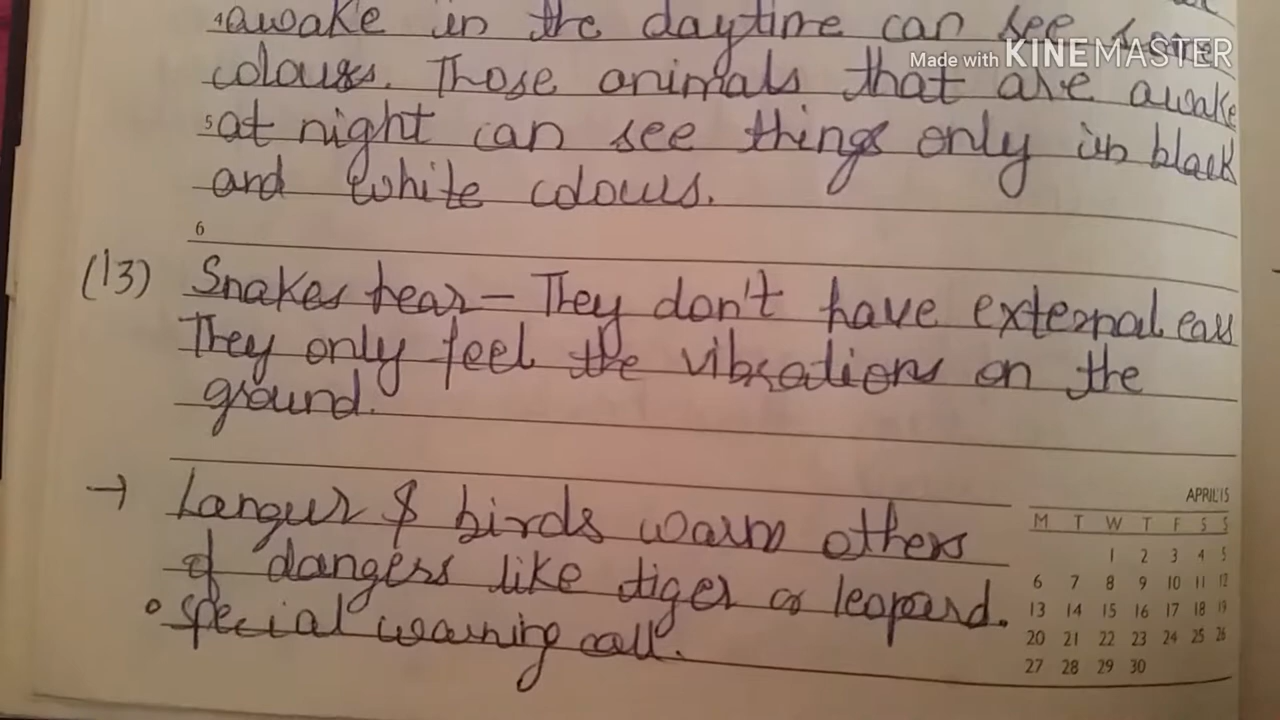 4 awake in the daytime can see some
Made with KINEMASTER
colours. Those animals that are awake
5 at night can see things only in black
and white colours.
6
(13) Snakes hear - They don't have external ears
They only feel the vibrations on the
ground.
→ Langur & birds warn others
of dangers like tiger or leopard.
° special warning call.
APRIL 15
M T W T F S S
1 2 3 4 5
6 7 8 9 10 11 12
13 14 15 16 17 18 19
20 21 22 23 24 25 26
27 28 29 30